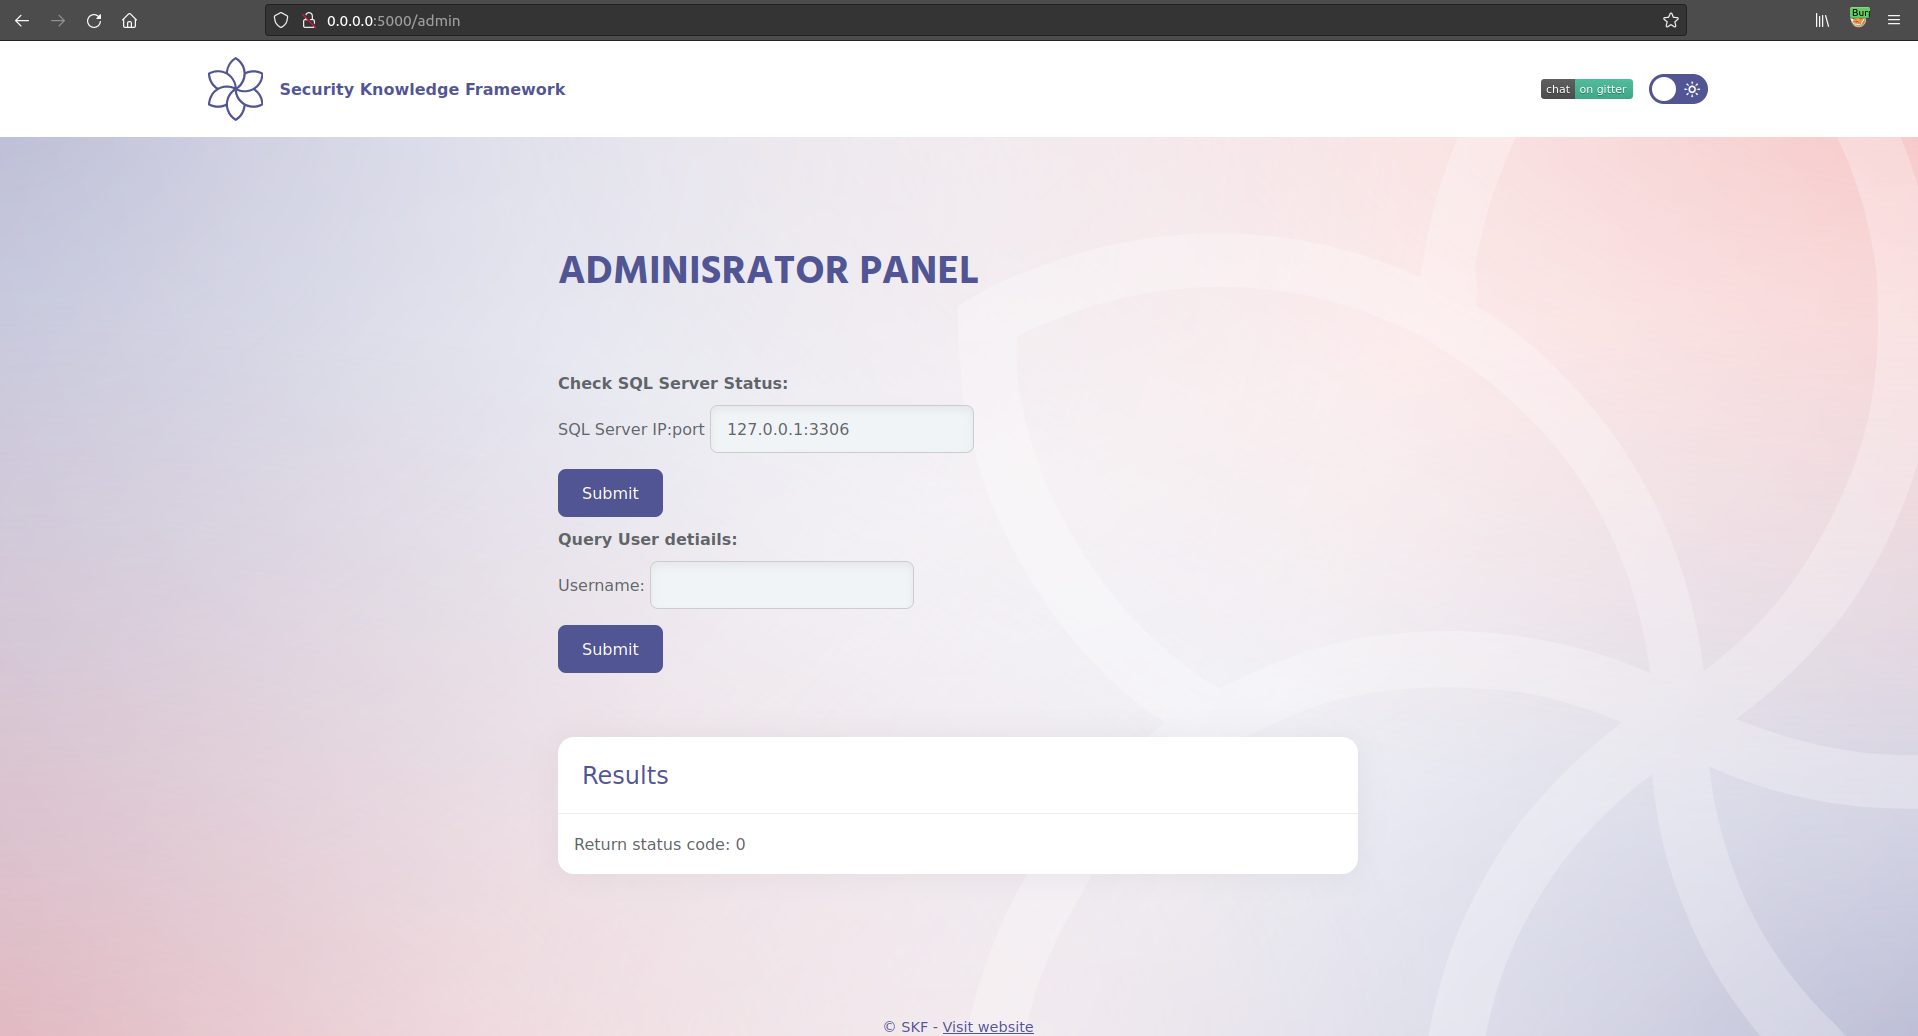 0.0.0.0:5000/admin
Bur
Security Knowledge Framework
chat on gitter
ADMINISRATOR PANEL
Check SQL Server Status:
SQL Server IP:port 127.0.0.1:3306
Submit
Query User detiails:
Username:
Submit
Results
Return status code: 0
© SKF - Visit website